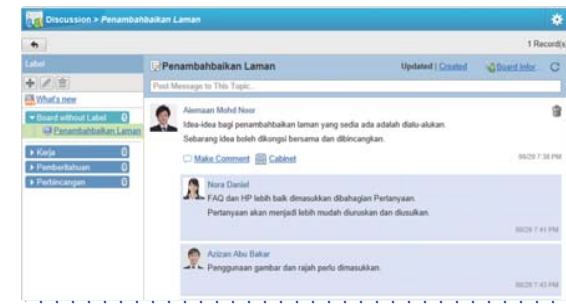 Discussion > Penambahbaikan Laman
1 Record(s
Label
Penambahbaikan Laman
Updated | Created
Board Infor...
Post Message to This Topic...
What's new
Board without Label 0
Penambahbaikan Laman
Kerja 0
Pemberitahuan 0
Perbincangan 0
Aiemaan Mohd Noor
Idea-idea bagi penambahbaikan laman yang sedia ada adalah dialu-alukan.
Sebarang idea boleh dikongsi bersama dan dibincangkan.
Make Comment Cabinet
08/29 7:38 PM
Nora Daniel
FAQ dan HP lebih baik dimasukkan dibahagian Pertanyaan.
Pertanyaan akan menjadi lebih mudah diuruskan dan diusulkan.
08/29 7:41 PM
Azizan Abu Bakar
Penggunaan gambar dan rajah perlu dimasukkan.
08/29 7:43 PM